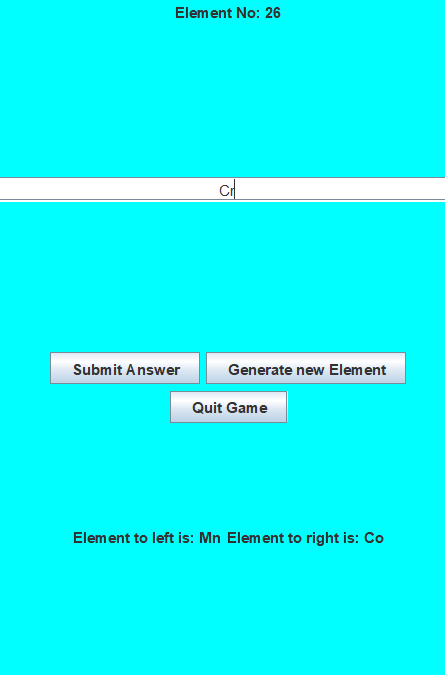 Element No: 26
Cr
Submit Answer Generate new Element
Quit Game
Element to left is: Mn Element to right is: Co